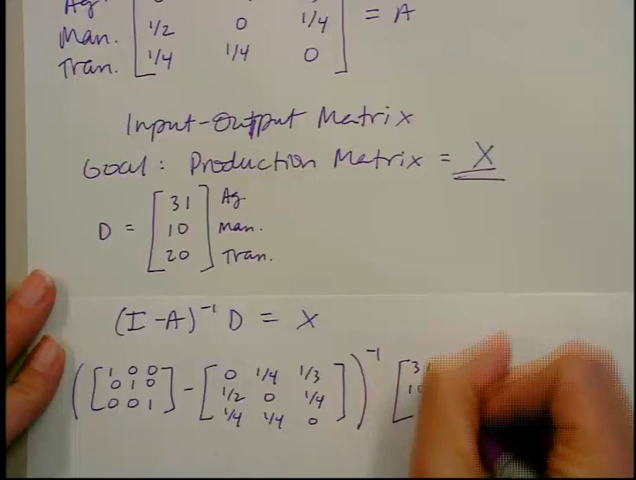 Ag
Man. 1/2 0 1/4 = A
Tran. 1/4 1/4 0
Input-Output Matrix
Goal: Production Matrix = X
D = [31 10 20] Ag. Man. Tran.
(I - A)⁻¹ D = X
([1 0 0 0 1 0 0 0 1] - [0 1/4 1/3 1/2 0 1/4 1/4 1/4 0])⁻¹ [